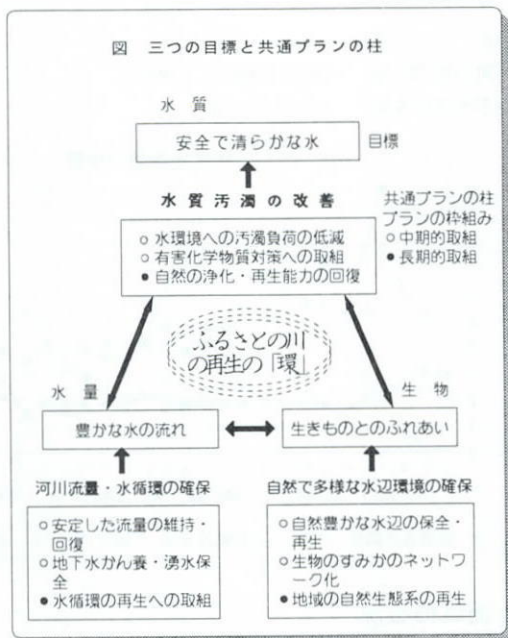 図 三つの目標と共通プランの柱
水質
安全で清らかな水
目標
水質汚濁の改善
共通プランの柱
プランの枠組み
○中期的取組
●長期的取組
○水環境への汚濁負荷の低減
○有害化学物質対策への取組
●自然の浄化・再生能力の回復
ふるさとの川
の再生の「環」
水量
豊かな水の流れ
生物
生きものとのふれあい
河川流量・水循環の確保
○安定した流量の維持・
回復
○地下水かん養・湧水保
全
●水循環の再生への取組
自然で多様な水辺環境の確保
○自然豊かな水辺の保全・
再生
○生物のすみかのネットワ
ーク化
●地域の自然生態系の再生